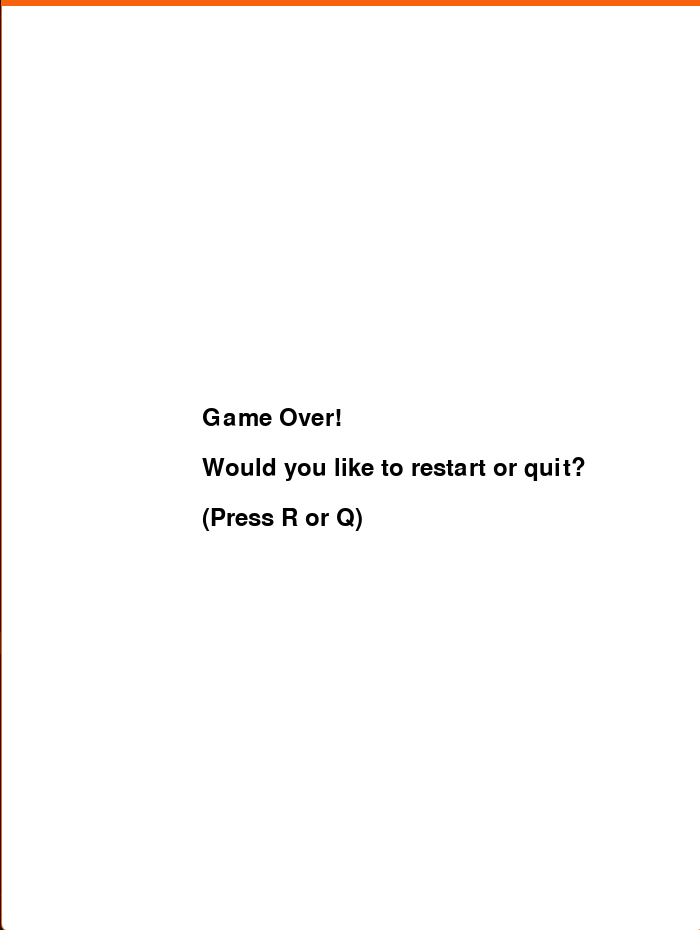 Game Over!
Would you like to restart or quit?
(Press R or Q)